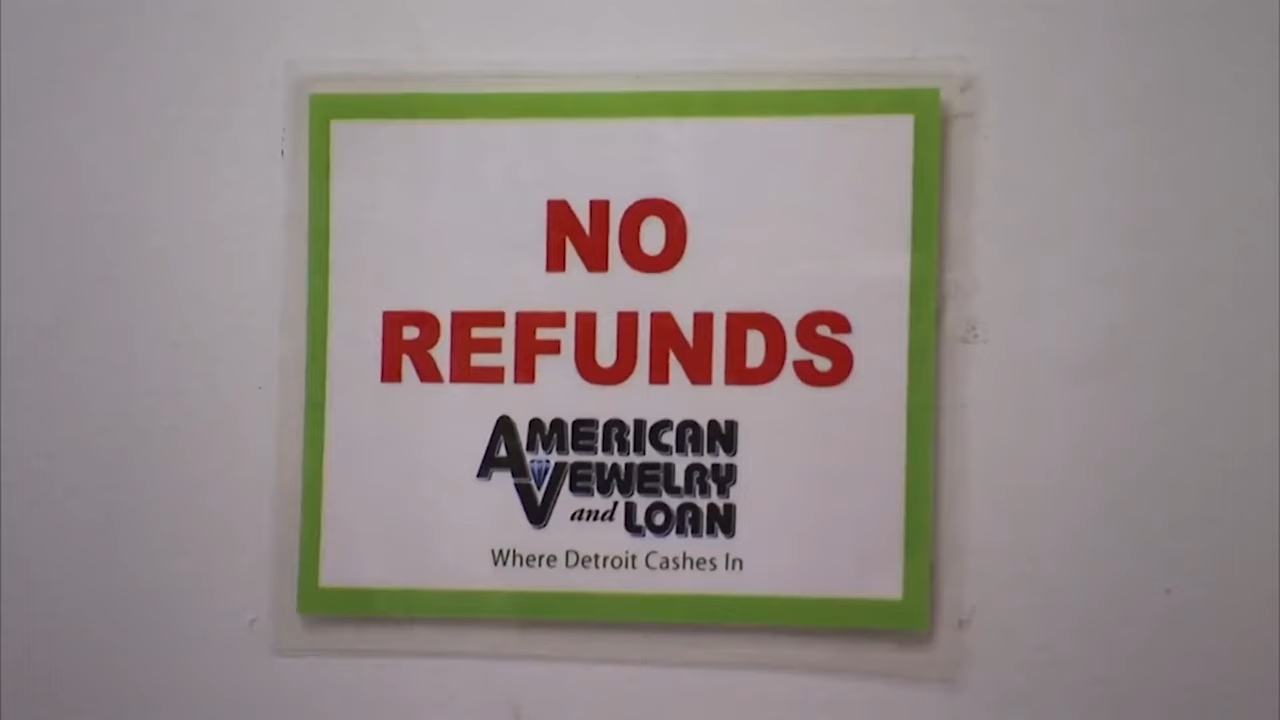 NO
REFUNDS
AMERICAN
JEWELRY
and LOAN
Where Detroit Cashes In